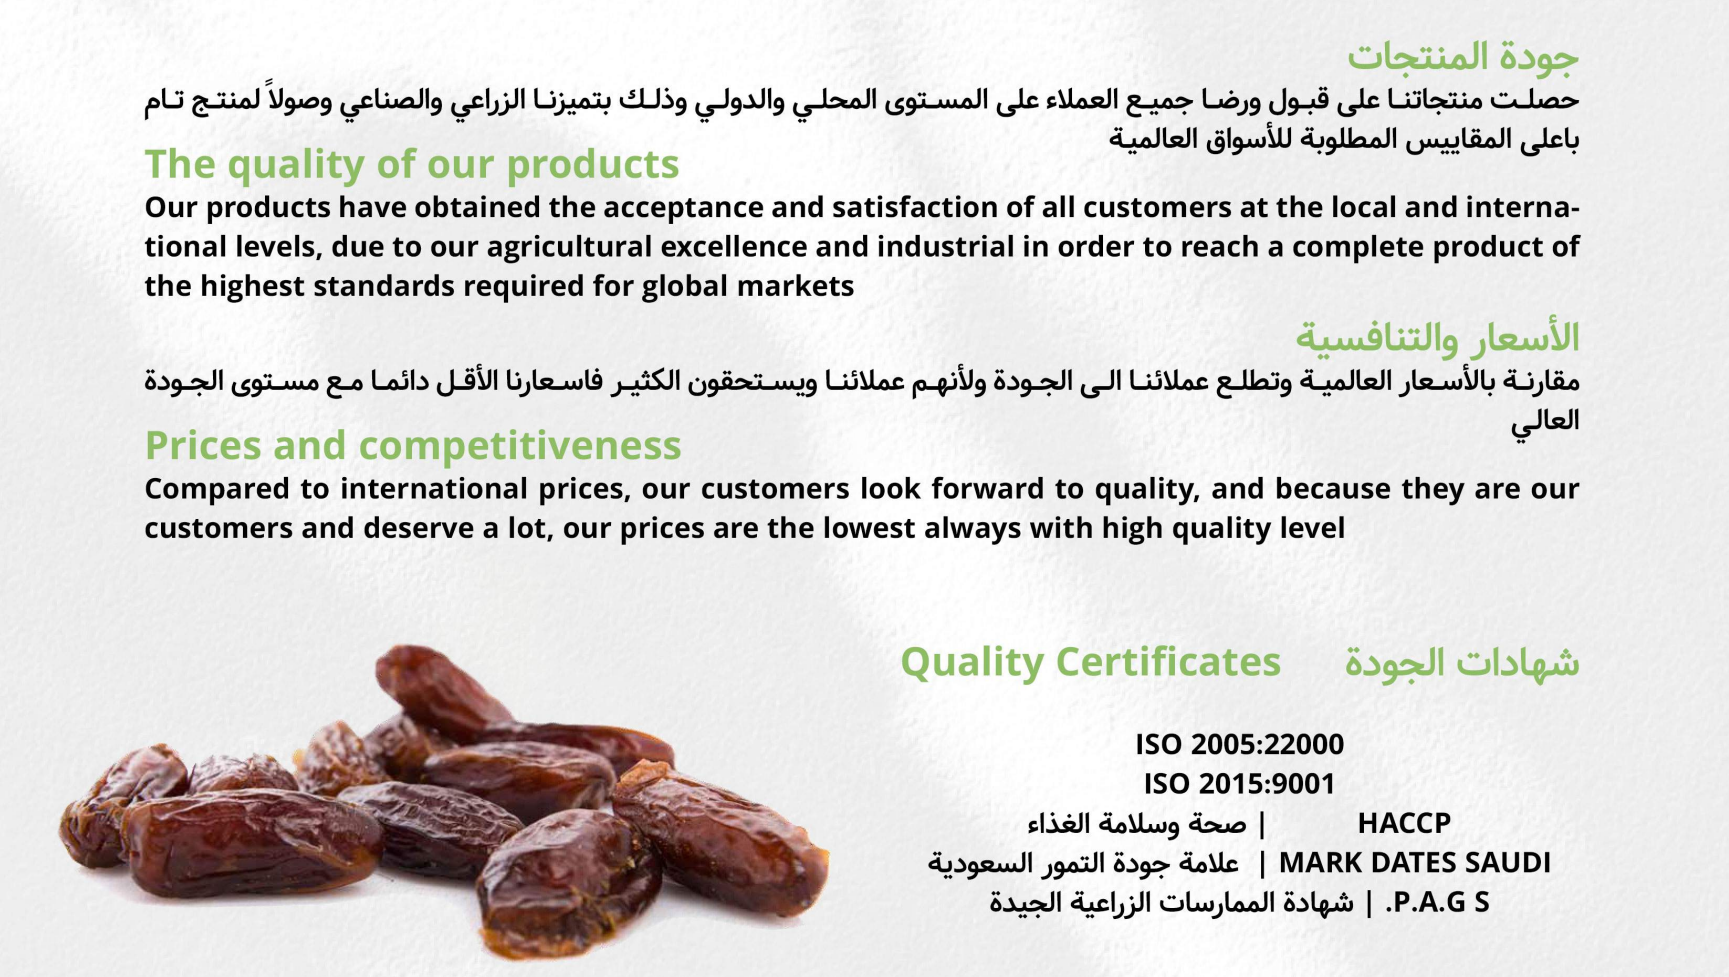 جودة المنتجات
حصلت منتجاتنا على قبول ورضا جميع العملاء على المستوى المحلي والدولي وذلك بتميزنا الزراعي والصناعي وصولاً لمنتج تام
باعلى المقاييس المطلوبة للأسواق العالمية
The quality of our products
Our products have obtained the acceptance and satisfaction of all customers at the local and interna-
tional levels, due to our agricultural excellence and industrial in order to reach a complete product of
the highest standards required for global markets
الأسعار والتنافسية
مقارنة بالأسعار العالمية وتطلع عملائنا الى الجودة ولأنهم عملائنا ويستحقون الكثير فاسعارنا الأقل دائما مع مستوى الجودة
العالي
Prices and competitiveness
Compared to international prices, our customers look forward to quality, and because they are our
customers and deserve a lot, our prices are the lowest always with high quality level
Quality Certificates شهادات الجودة
ISO 2005:22000
ISO 2015:9001
HACCP | صحة وسلامة الغذاء
MARK DATES SAUDI | علامة جودة التمور السعودية
.P.A.G S | شهادة الممارسات الزراعية الجيدة